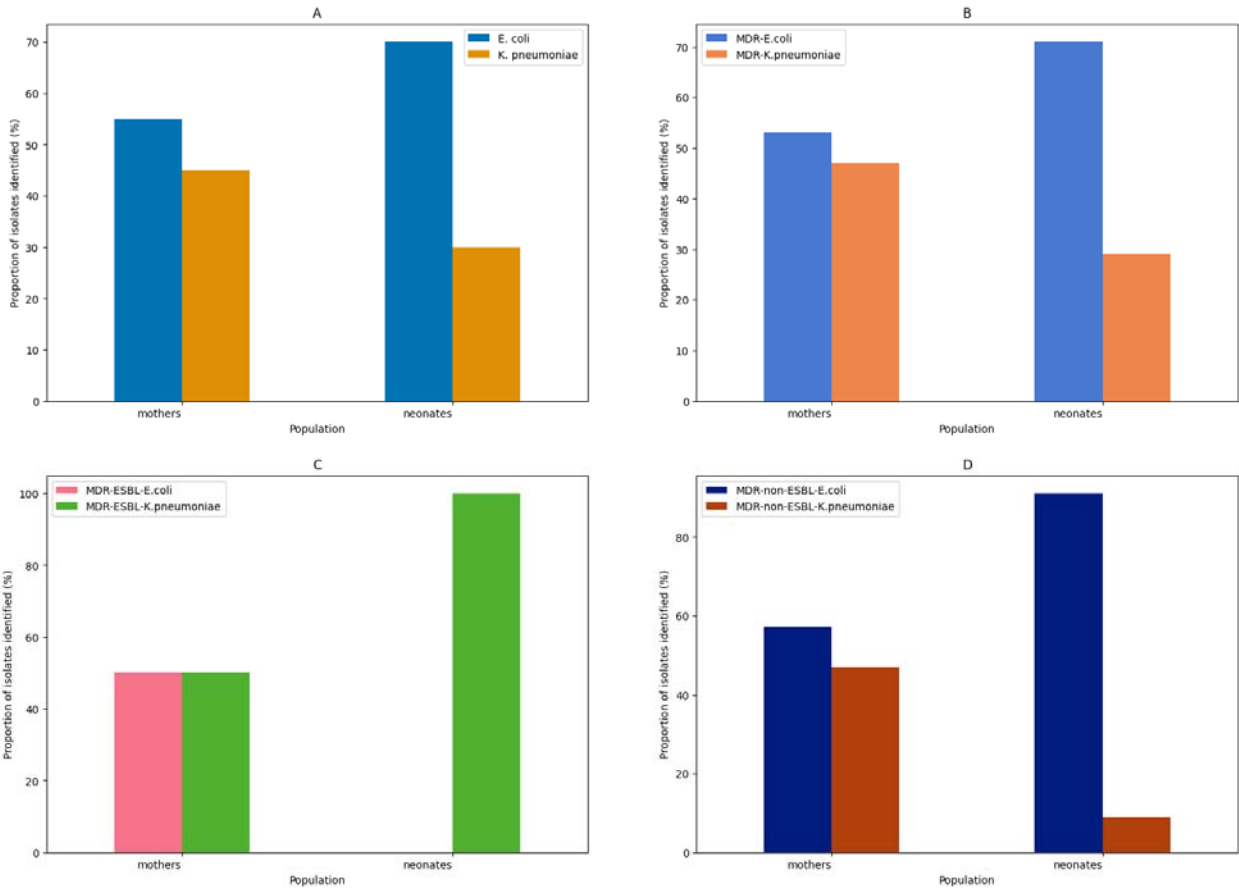 A
E. coli
K. pneumoniae
Proportion of isolates identified (%)
70
60
50
40
30
20
10
0
mothers
neonates
Population
B
MDR-E.coli
MDR-K.pneumoniae
Proportion of isolates identified (%)
70
60
50
40
30
20
10
0
mothers
neonates
Population
C
MDR-ESBL-E.coli
MDR-ESBL-K.pneumoniae
Proportion of isolates identified (%)
100
80
60
40
20
0
mothers
neonates
Population
D
MDR-non-ESBL-E.coli
MDR-non-ESBL-K.pneumoniae
Proportion of isolates identified (%)
80
60
40
20
0
mothers
neonates
Population